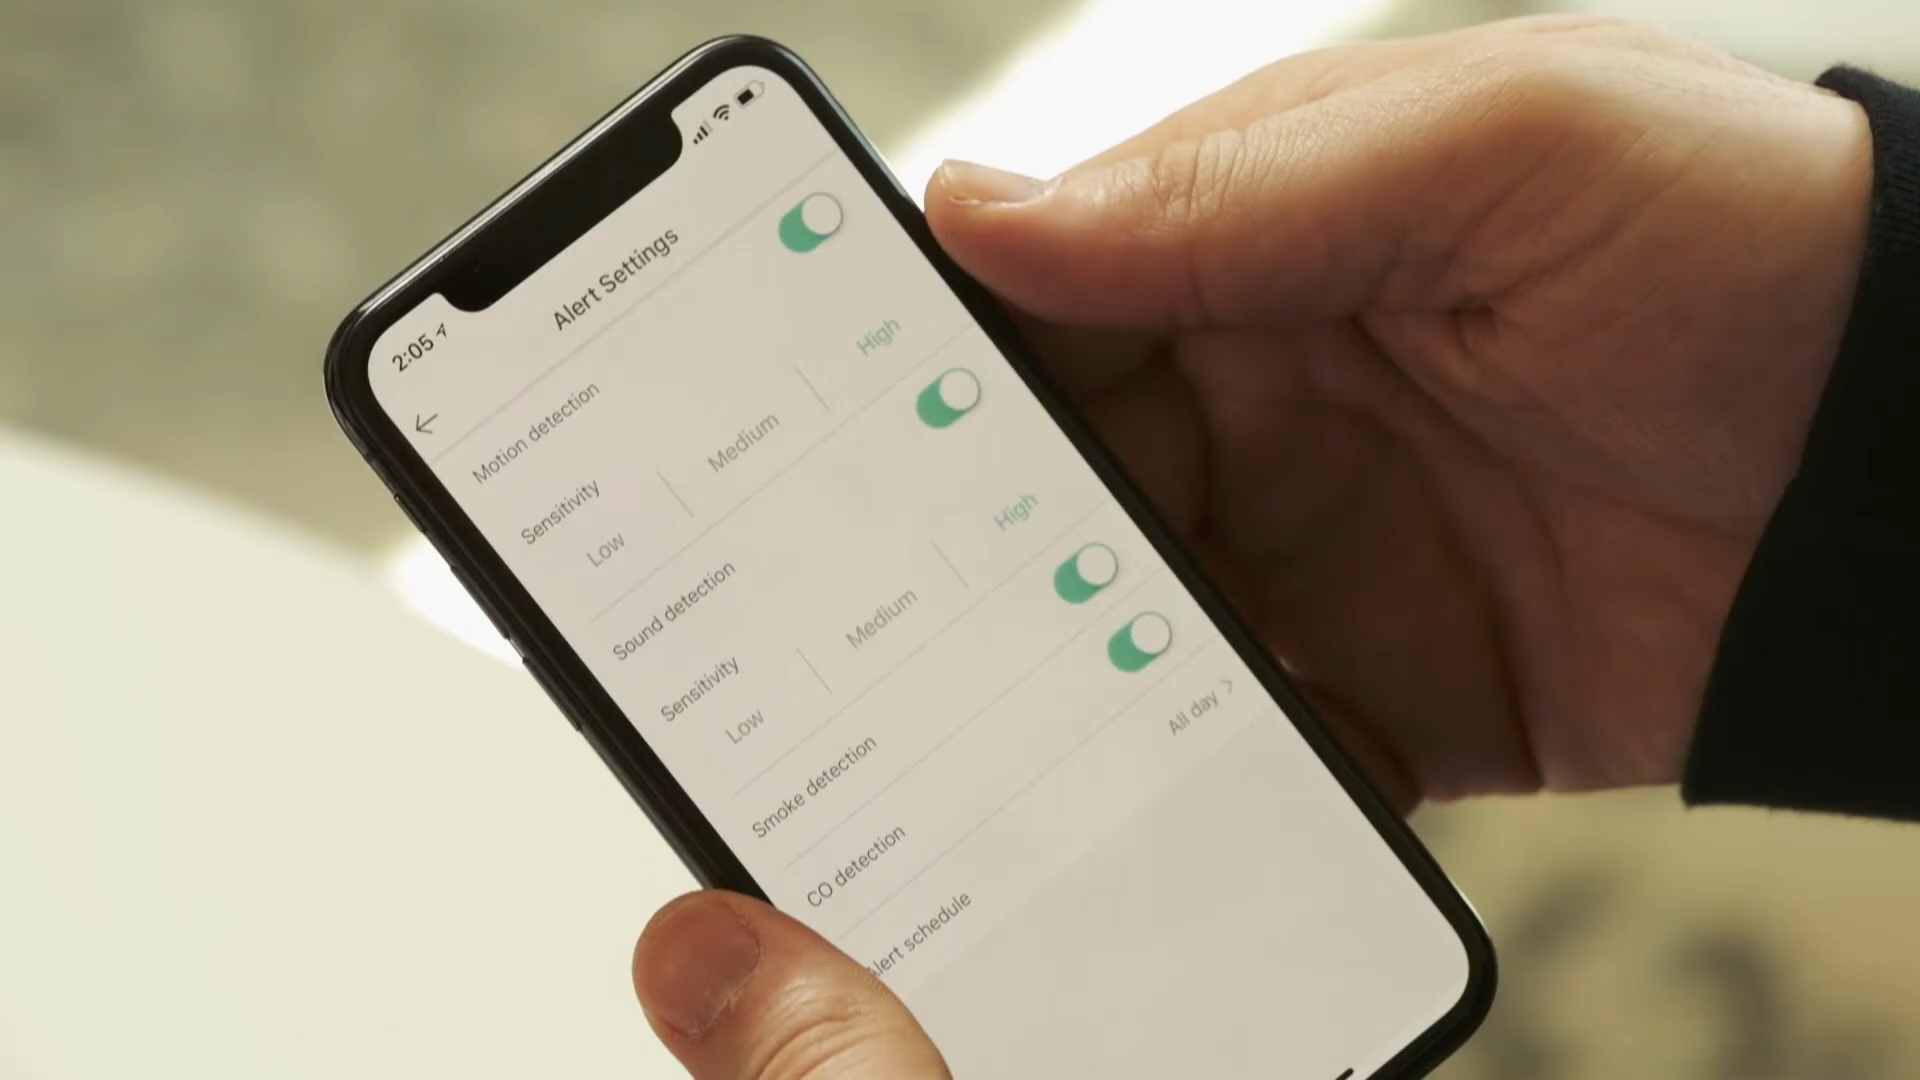 2:05
Alert Settings
Motion detection
Sensitivity
Low Medium High
Sound detection
Sensitivity
Low Medium High
Smoke detection
CO detection
Alert schedule All day